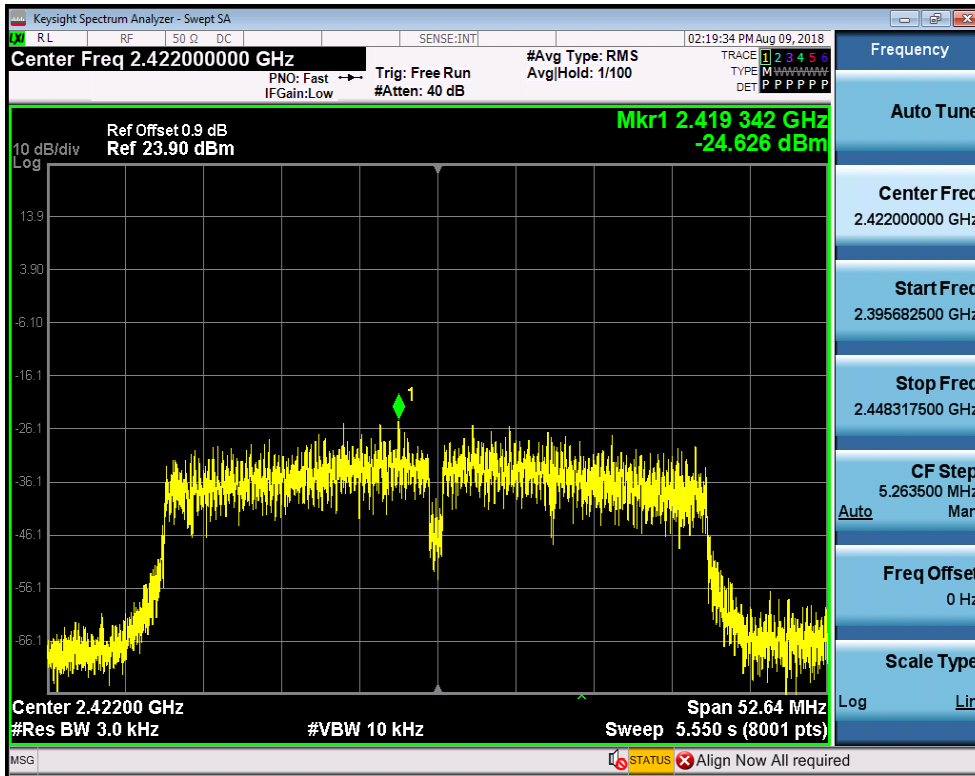 Keysight Spectrum Analyzer - Swept SA
LXI RL RF 50 Ω DC SENSE:INT 02:19:34 PM Aug 09, 2018
Center Freq 2.422000000 GHz
PNO: Fast
IFGain:Low
Trig: Free Run
#Atten: 40 dB
#Avg Type: RMS
Avg|Hold: 1/100
TRACE 1 2 3 4 5 6
TYPE M W W W W W
DET P P P P P P
Mkr1 2.419 342 GHz
-24.626 dBm
Ref Offset 0.9 dB
10 dB/div Ref 23.90 dBm
Log
13.9
3.90
-6.10
-16.1
-26.1
-36.1
-46.1
-56.1
-66.1
1
Center 2.42200 GHz Span 52.64 MHz
#Res BW 3.0 kHz #VBW 10 kHz Sweep 5.550 s (8001 pts)
MSG STATUS Align Now All required
Frequency
Auto Tune
Center Freq
2.422000000 GHz
Start Freq
2.395682500 GHz
Stop Freq
2.448317500 GHz
CF Step
5.263500 MHz
Auto Man
Freq Offset
0 Hz
Scale Type
Log Lin